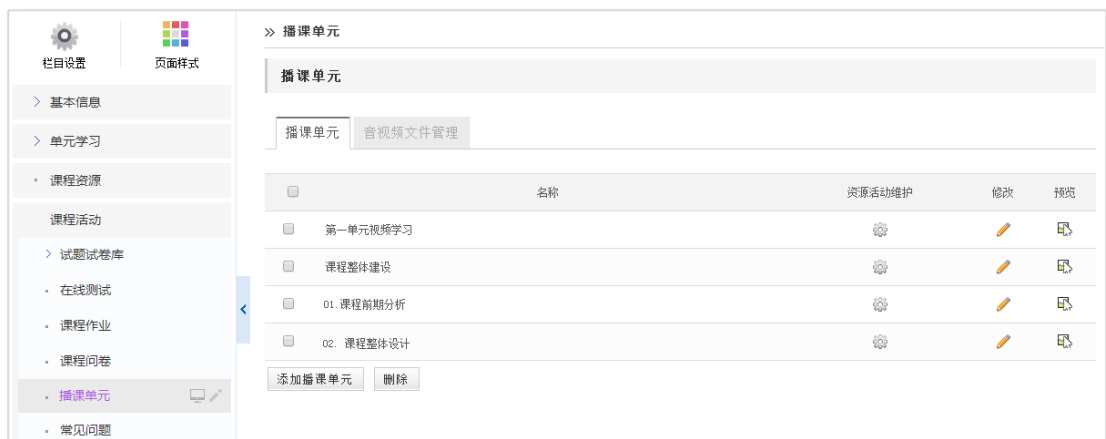 栏目设置
页面样式
基本信息
单元学习
课程资源
课程活动
试题试卷库
在线测试
课程作业
课程问卷
播课单元
常见问题
» 播课单元
播课单元
播课单元 音视频文件管理
名称 资源活动维护 修改 预览
第一单元视频学习
课程整体建设
01.课程前期分析
02. 课程整体设计
添加播课单元 删除